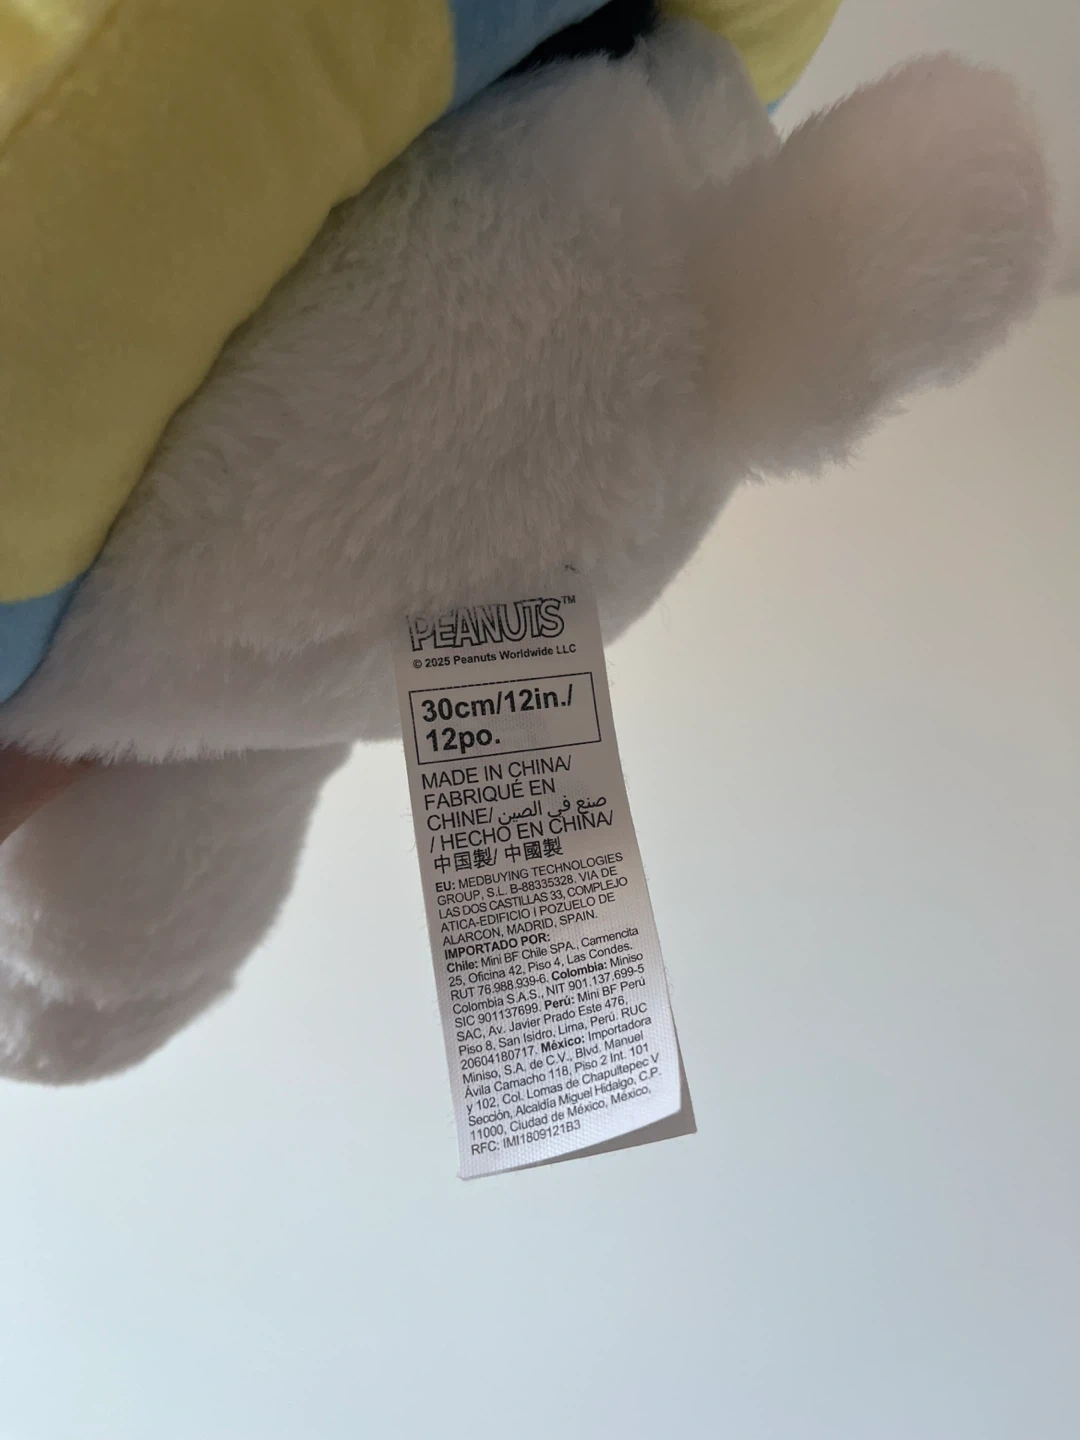 PEANUTS™
© 2025 Peanuts Worldwide LLC
30cm/12in./
12po.
MADE IN CHINA/
FABRIQUÉ EN
CHINE/ صنع في الصين
/ HECHO EN CHINA/
中国製/ 中國製
EU: MEDBUYING TECHNOLOGIES
GROUP, S.L. B-88335328, VIA DE
LAS DOS CASTILLAS 33, COMPLEJO
ATICA-EDIFICIO I POZUELO DE
ALARCON, MADRID, SPAIN.
IMPORTADO POR:
Chile: Mini BF Chile SPA., Carmencita
25, Oficina 42, Piso 4, Las Condes.
RUT 76.988.939-6. Colombia: Miniso
Colombia S.A.S., NIT 901.137.699-5
SIC 901137699. Perú: Mini BF Perú
SAC, Av. Javier Prado Este 476,
Piso 8, San Isidro, Lima, Perú. RUC
20604180717. México: Importadora
Miniso, S.A. de C.V., Blvd. Manuel
Ávila Camacho 118, Piso 2 Int. 101
y 102, Col. Lomas de Chapultepec V
Sección, Alcaldía Miguel Hidalgo, C.P.
11000, Ciudad de México, México,
RFC: IMI1809121B3